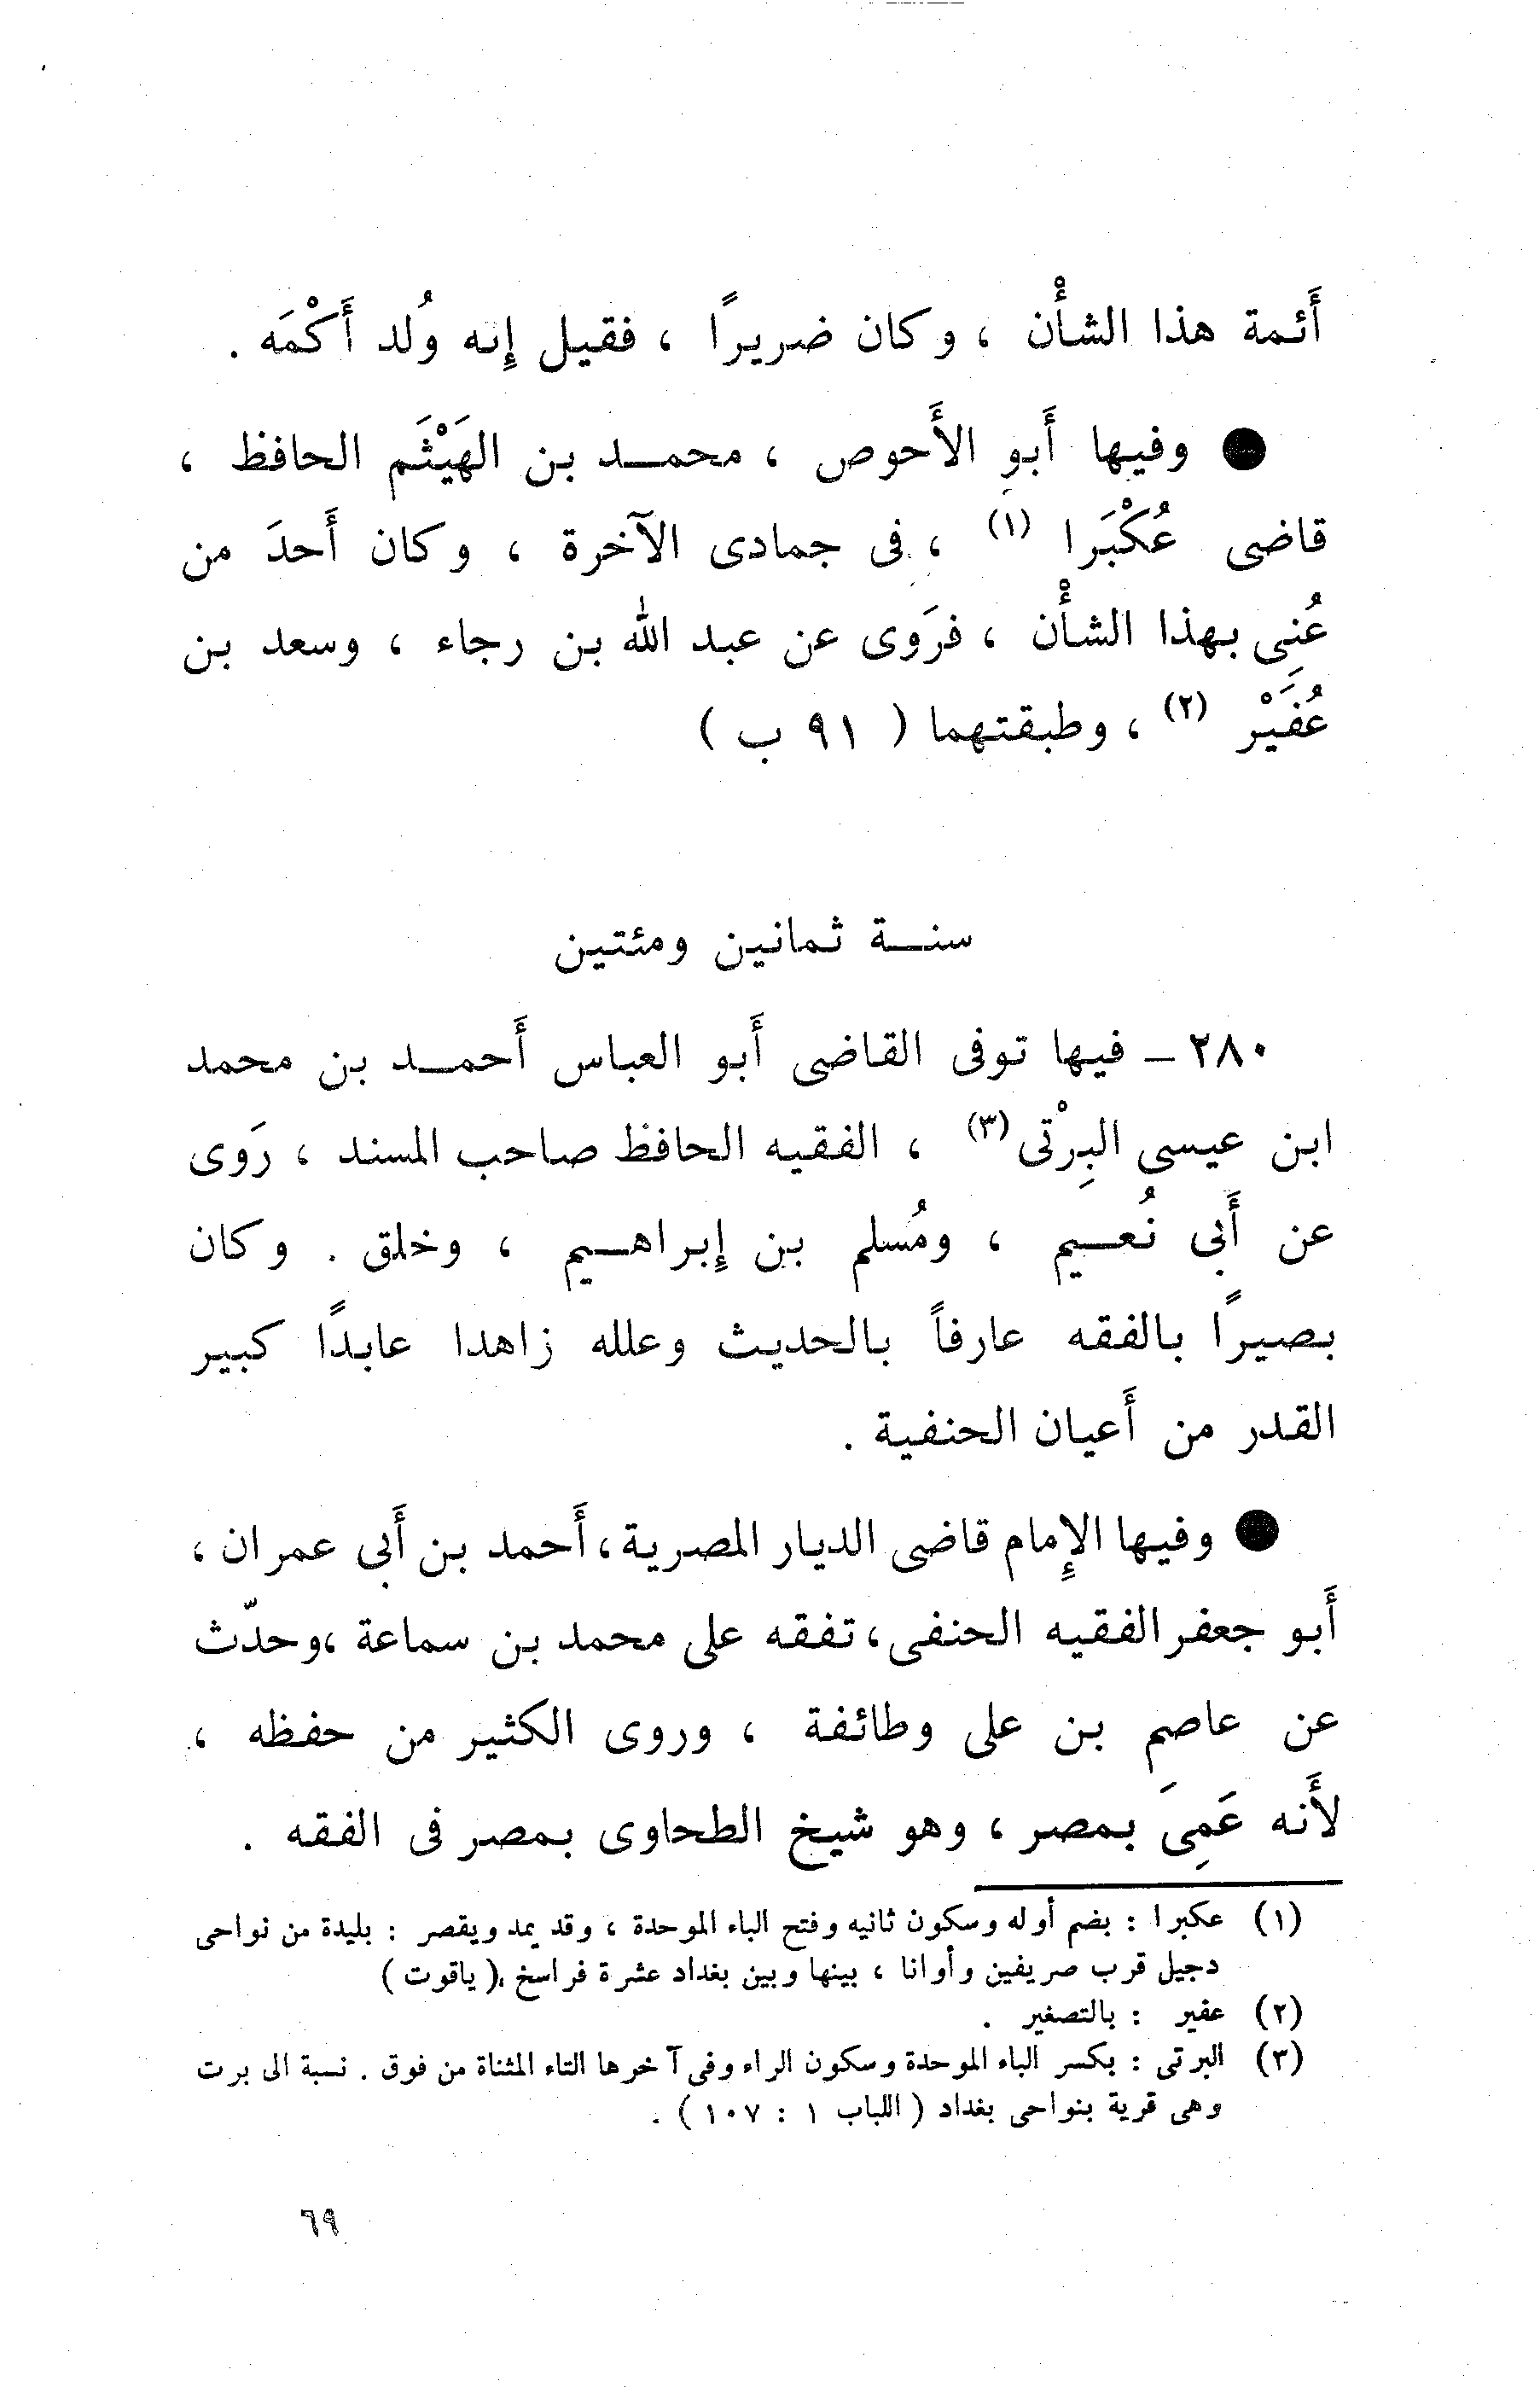 أَئمة هذا الشأْن ، وكان ضريرًا ، فقيل إنه وُلد أَكْمَه .
● وفيها أَبو الأَحوص ، محمد بن الهَيْثَم الحافظ ،
قاضى عُكْبَرا (١) ، فى جمادى الآخرة ، وكان أَحدَ من
عُنِى بهذا الشأْن ، فرَوى عن عبد الله بن رجاء ، وسعد بن
عُفَيْر (٢) ، وطبقتهما ( ٩١ ب )
سنة ثمانين ومئتين
٢٨٠ – فيها توفى القاضى أَبو العباس أَحمد بن محمد
ابن عيسى البِرْتى (٣) ، الفقيه الحافظ صاحب المسند ، رَوى
عن أَبى نُعيم ، ومُسلم بن إبراهيم ، وخلق . وكان
بصيرًا بالفقه عارفاً بالحديث وعلله زاهدا عابدًا كبير
القدر من أَعيان الحنفية .
● وفيها الإِمام قاضى الديار المصرية ، أَحمد بن أَبى عمران ،
أَبو جعفر الفقيه الحنفى ، تفقه على محمد بن سماعة ، وحدّث
عن عاصم بن على وطائفة ، وروى الكثير من حفظه ،
لأَنه عَمِىَ بمصر ، وهو شيخ الطحاوى بمصر فى الفقه .
(١) عكبرا : بضم أوله وسكون ثانيه وفتح الباء الموحدة ، وقد يمد ويقصر : بليدة من نواحى
دجيل قرب صريفين وأوانا ، بينها وبين بغداد عشرة فراسخ . ( ياقوت )
(٢) عفير : بالتصغير .
(٣) البرتى : بكسر الباء الموحدة وسكون الراء وفى آخرها التاء المثناة من فوق . نسبة الى برت
وهى قرية بنواحى بغداد ( اللباب ١ : ١٠٧ ) .
٦٩